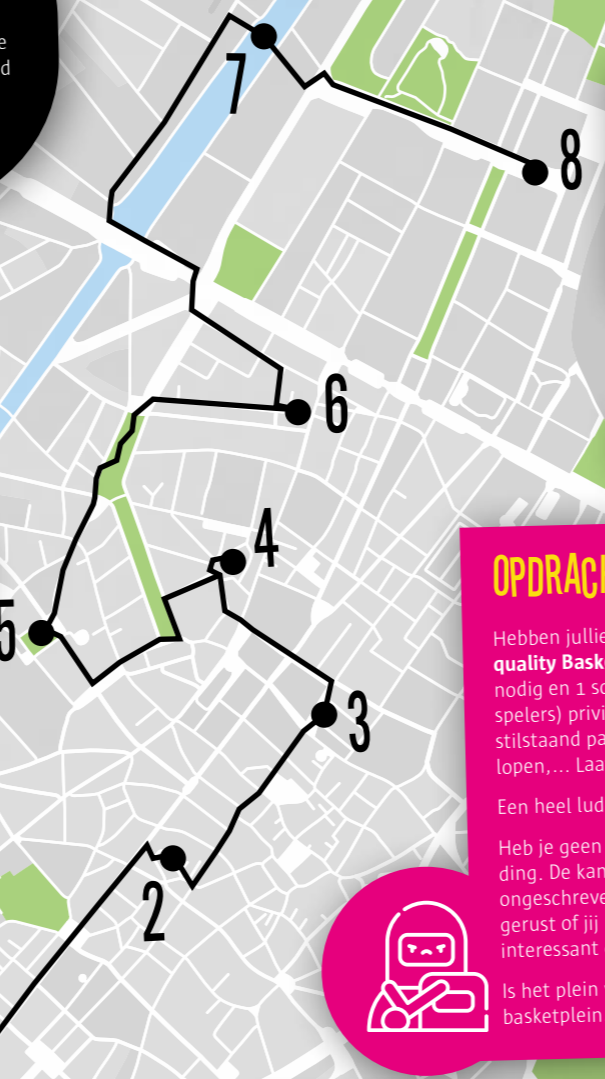 e
d
7
8
6
4
5
3
2
OPDRACH
Hebben jullie
quality Bask
nodig en 1 sc
spelers) privi
stilstaand pa
lopen,... Laa
Een heel lud
Heb je geen
ding. De kan
ongeschreve
gerust of jij
interessant
Is het plein
basketplein